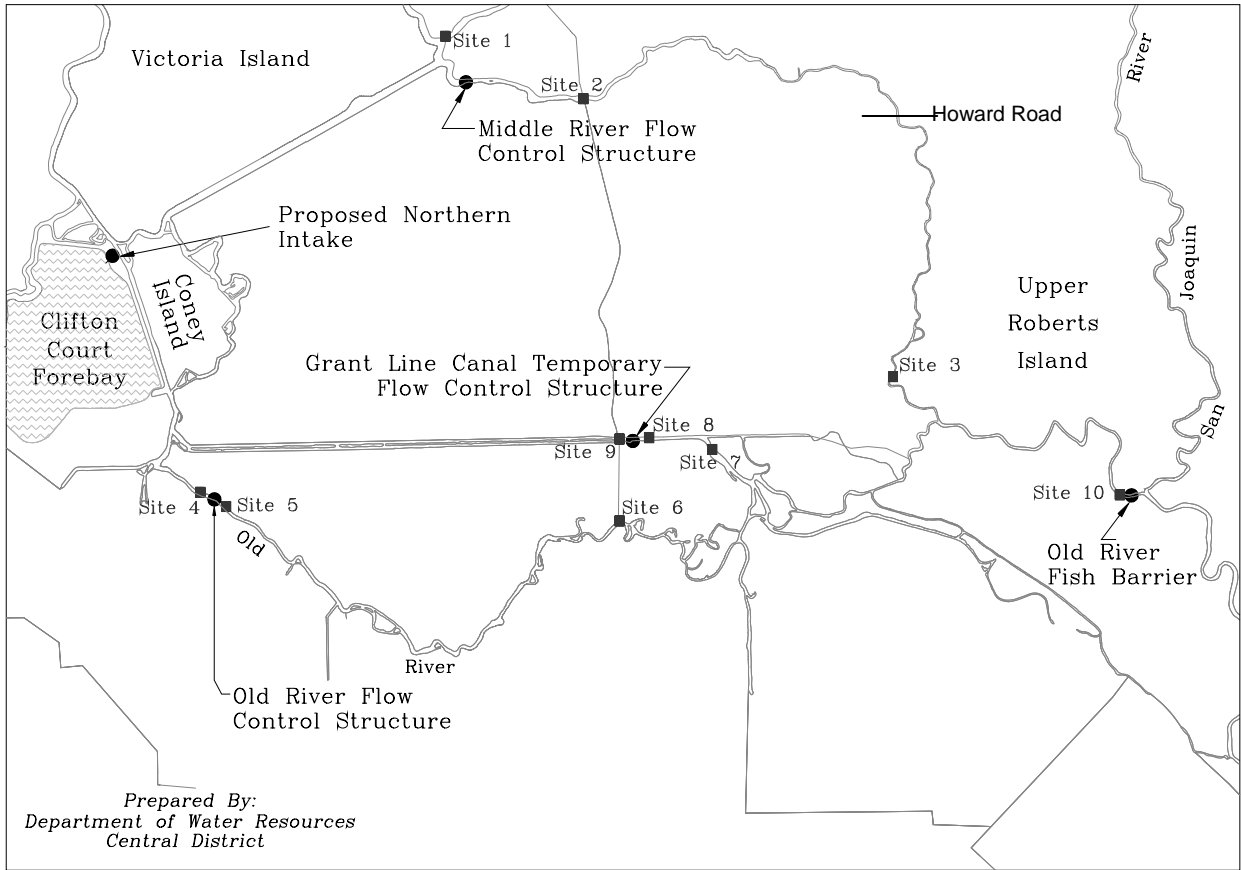 Victoria Island
Site 1
Site 2
Middle River Flow
Control Structure
Howard Road
River
Joaquin
San
Proposed Northern
Intake
Coney
Island
Clifton
Court
Forebay
Upper
Roberts
Island
Grant Line Canal Temporary
Flow Control Structure
Site 3
Site 8
Site 9
Site 7
Site 4
Site 5
Site 6
Site 10
Old
River
Old River
Fish Barrier
Old River Flow
Control Structure
Prepared By:
Department of Water Resources
Central District